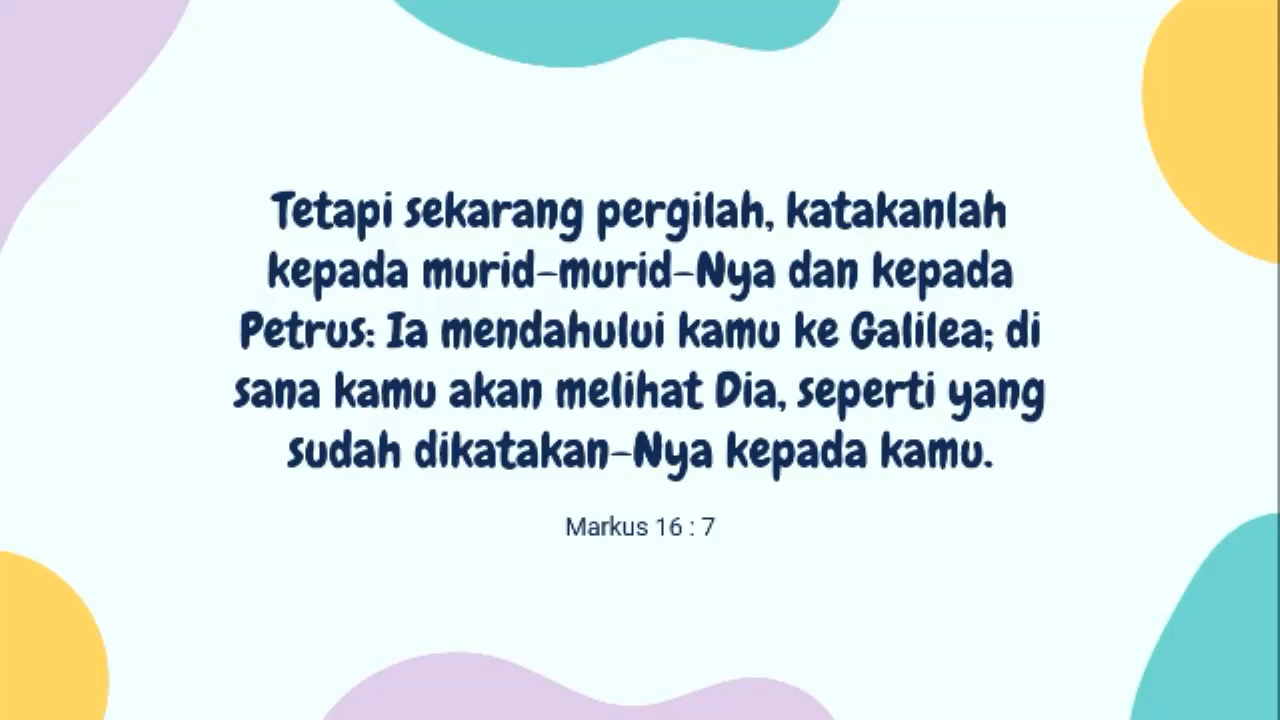 Tetapi sekarang pergilah, katakanlah
kepada murid-murid-Nya dan kepada
Petrus: Ia mendahului kamu ke Galilea; di
sana kamu akan melihat Dia, seperti yang
sudah dikatakan-Nya kepada kamu.
Markus 16 : 7